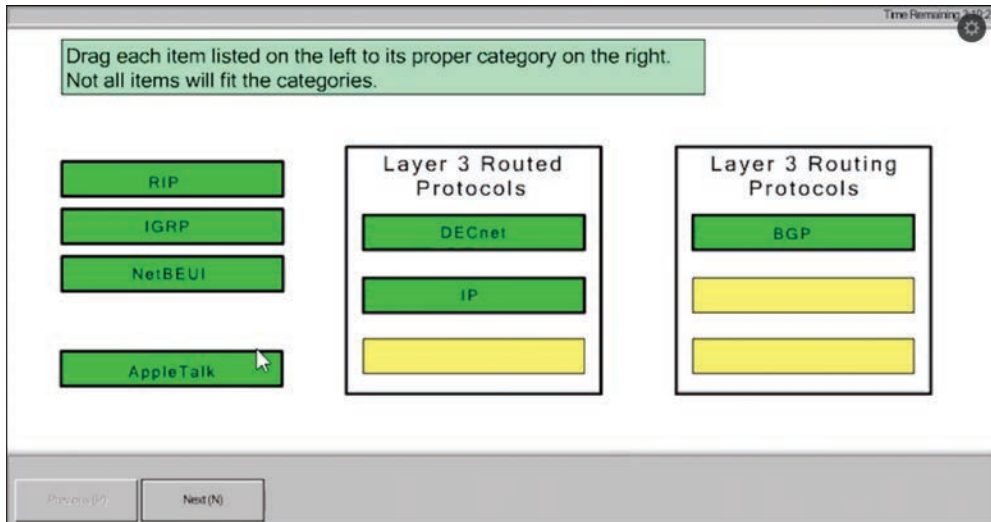 Time Remaining
Drag each item listed on the left to its proper category on the right.
Not all items will fit the categories.
RIP
IGRP
NetBEUI
AppleTalk
Layer 3 Routed
Protocols
DECnet
IP
Layer 3 Routing
Protocols
BGP
Previous (P)
Next (N)